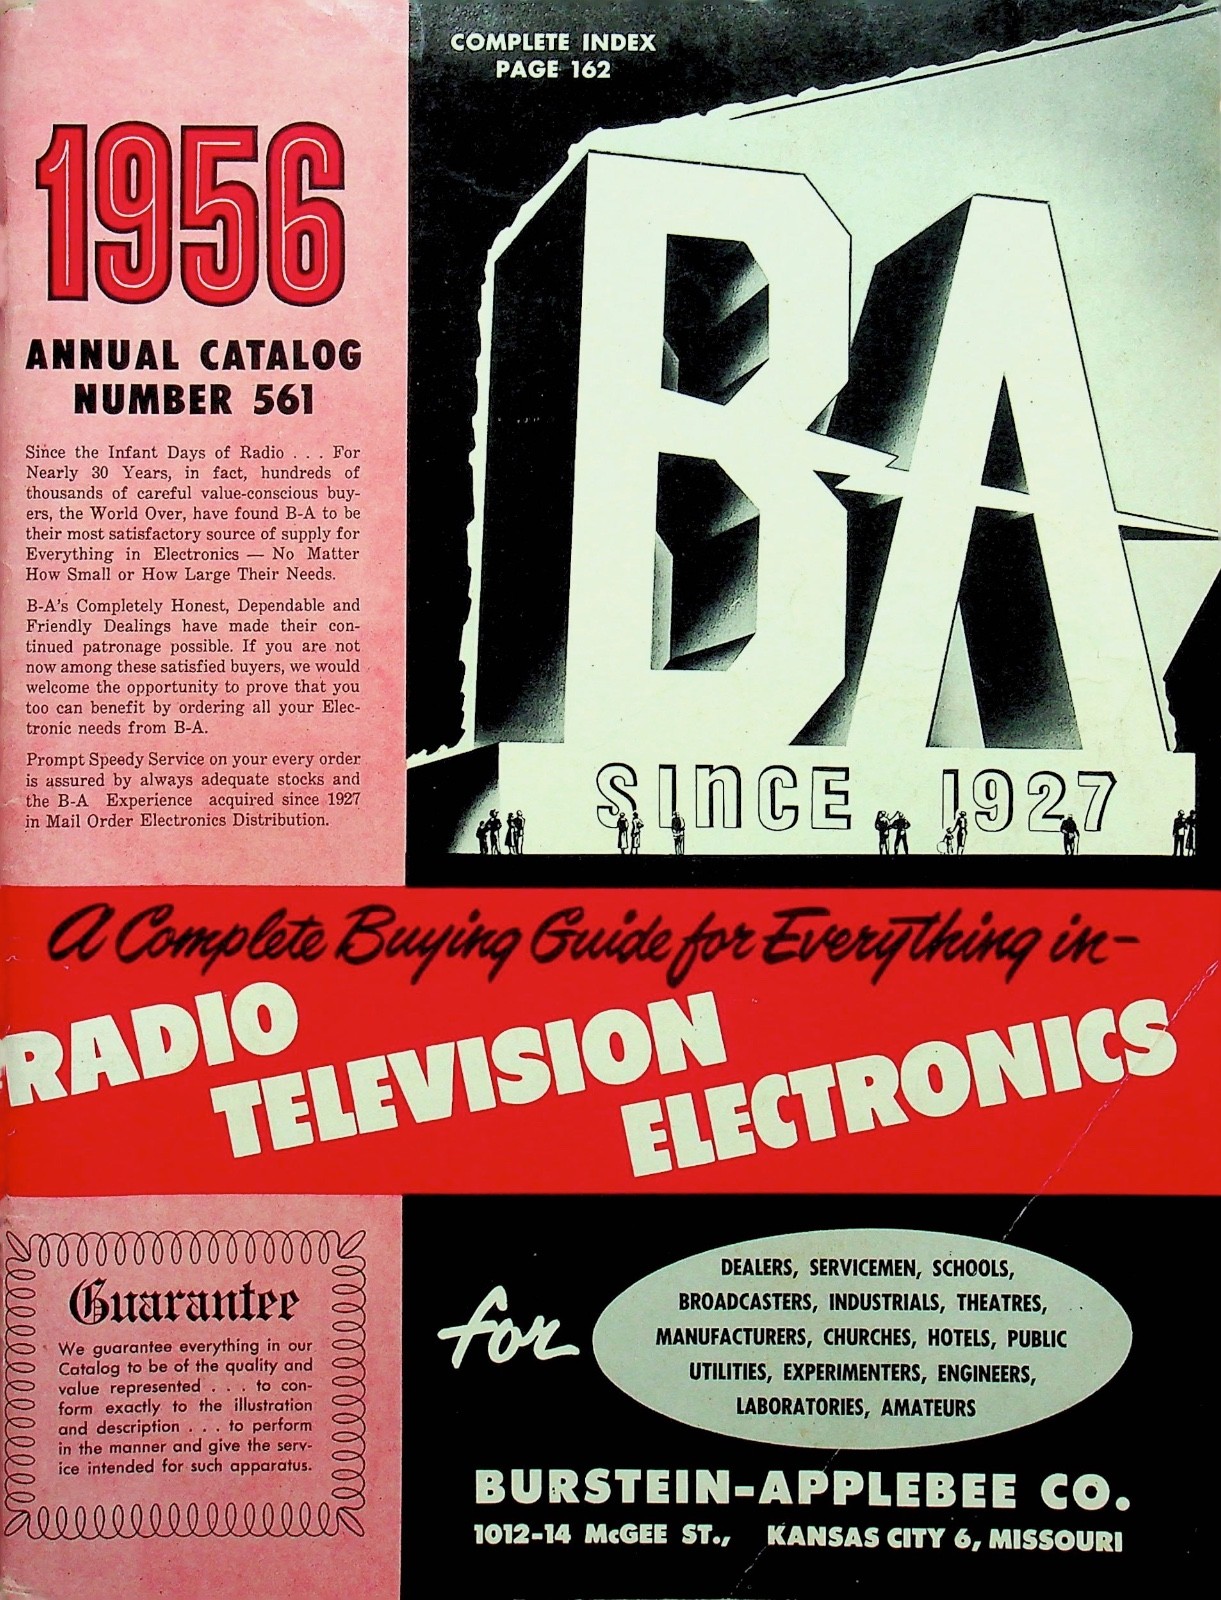 COMPLETE INDEX
PAGE 162
1956
ANNUAL CATALOG
NUMBER 561
Since the Infant Days of Radio . . . For
Nearly 30 Years, in fact, hundreds of
thousands of careful value-conscious buy-
ers, the World Over, have found B-A to be
their most satisfactory source of supply for
Everything in Electronics — No Matter
How Small or How Large Their Needs.
B-A's Completely Honest, Dependable and
Friendly Dealings have made their con-
tinued patronage possible. If you are not
now among these satisfied buyers, we would
welcome the opportunity to prove that you
too can benefit by ordering all your Elec-
tronic needs from B-A.
Prompt Speedy Service on your every order
is assured by always adequate stocks and
the B-A Experience acquired since 1927
in Mail Order Electronics Distribution.
BA
SINCE 1927
A Complete Buying Guide for Everything in-
RADIO
TELEVISION
ELECTRONICS
Guarantee
We guarantee everything in our
Catalog to be of the quality and
value represented . . . to con-
form exactly to the illustration
and description . . . to perform
in the manner and give the serv-
ice intended for such apparatus.
for
DEALERS, SERVICEMEN, SCHOOLS,
BROADCASTERS, INDUSTRIALS, THEATRES,
MANUFACTURERS, CHURCHES, HOTELS, PUBLIC
UTILITIES, EXPERIMENTERS, ENGINEERS,
LABORATORIES, AMATEURS
BURSTEIN-APPLEBEE CO.
1012-14 McGEE ST., KANSAS CITY 6, MISSOURI